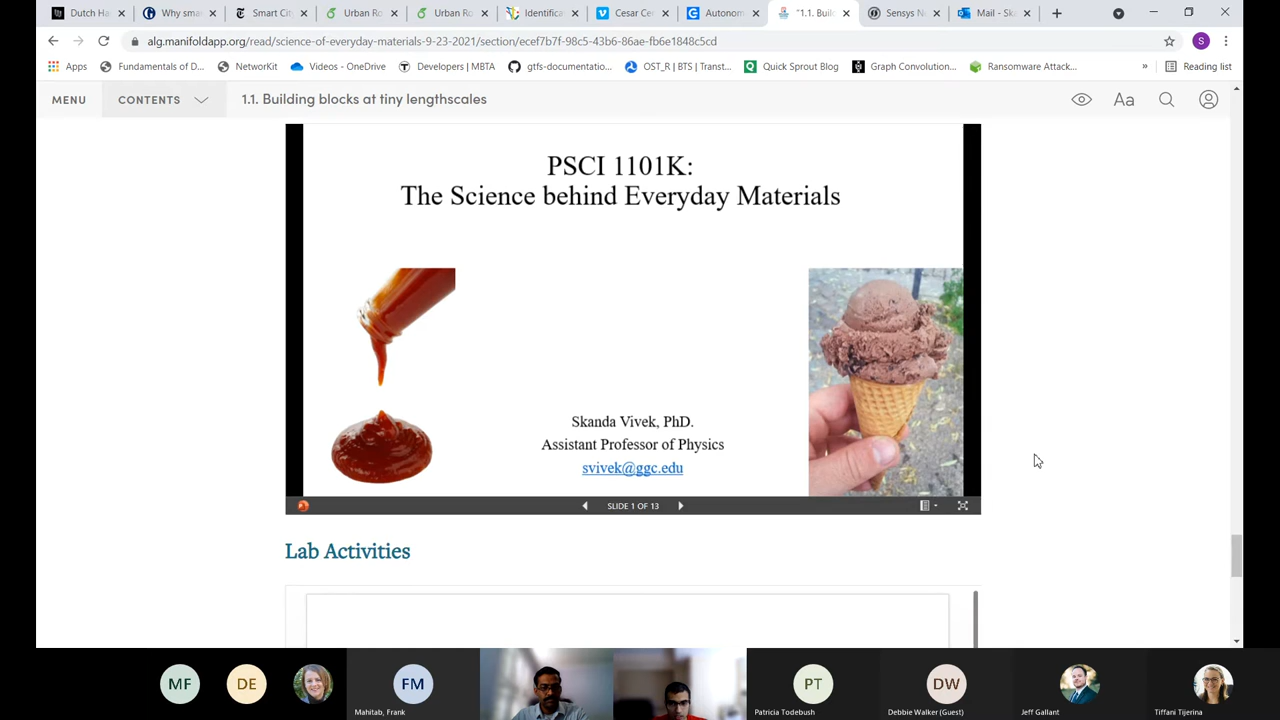 Dutch Ha
Why sma
Smart City
Urban Ro
Urban Ro
Identifica
Cesar Ce
Autonom
"1.1. Buil
Sensys N
Mail - Ska
alg.manifoldapp.org/read/science-of-everyday-materials-9-23-2021/section/ecef7b7f-98c5-43b6-86ae-fb6e1848c5cd
S
Apps
Fundamentals of D...
NetworKit
Videos - OneDrive
Developers | MBTA
gtfs-documentatio...
OST_R | BTS | Transt...
Quick Sprout Blog
Graph Convolution...
Ransomware Attack...
»
Reading list
MENU
CONTENTS
1.1. Building blocks at tiny lengthscales
Aa
PSCI 1101K:
The Science behind Everyday Materials
Skanda Vivek, PhD.
Assistant Professor of Physics
svivek@ggc.edu
SLIDE 1 OF 13
Lab Activities
MF
DE
FM
PT
DW
Mahitab, Frank
Patricia Todebush
Debbie Walker (Guest)
Jeff Gallant
Tiffani Tijerina